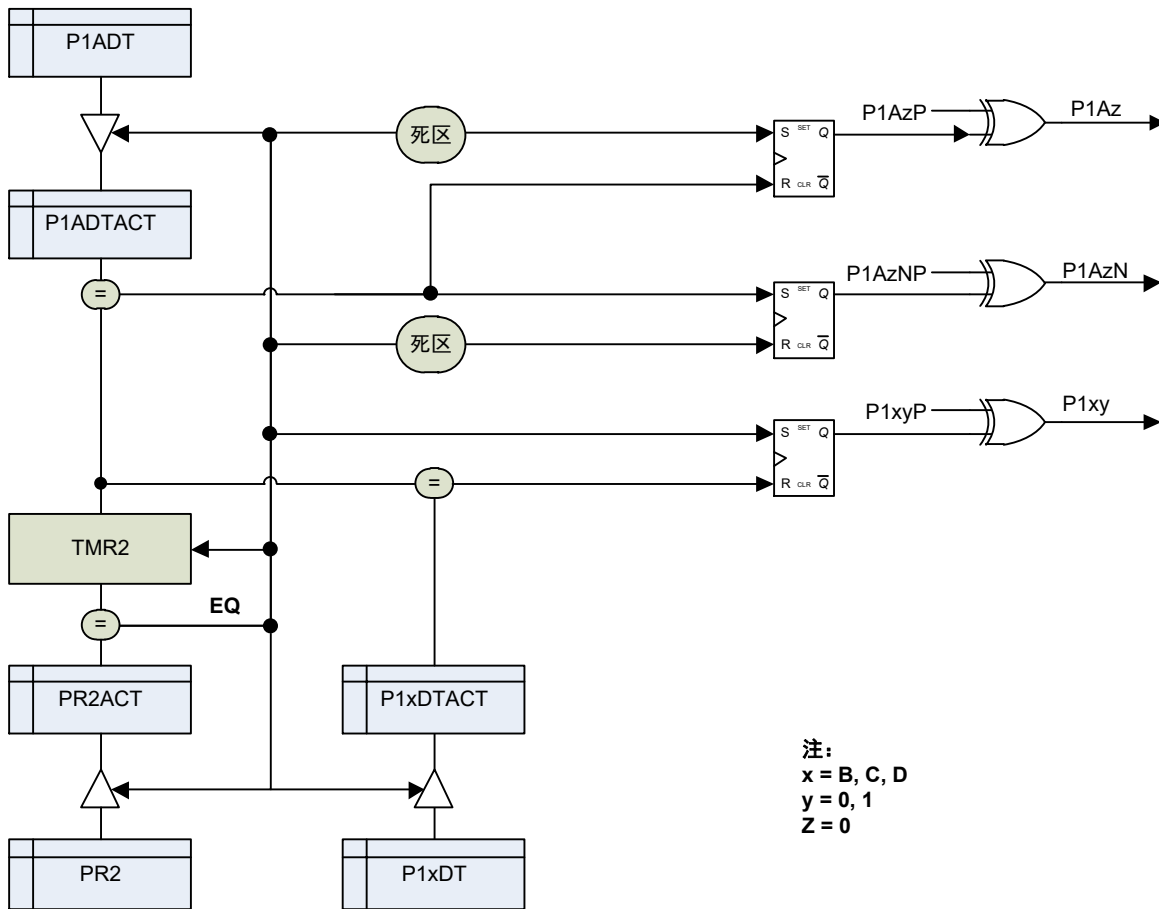 P1ADT
死区
S SET Q
R CLR Q
P1AzP
P1Az
P1ADTACT
=
死区
S SET Q
R CLR Q
P1AzNP
P1AzN
S SET Q
R CLR Q
P1xyP
P1xy
=
TMR2
EQ
=
PR2ACT
P1xDTACT
注：
x = B, C, D
y = 0, 1
Z = 0
PR2
P1xDT